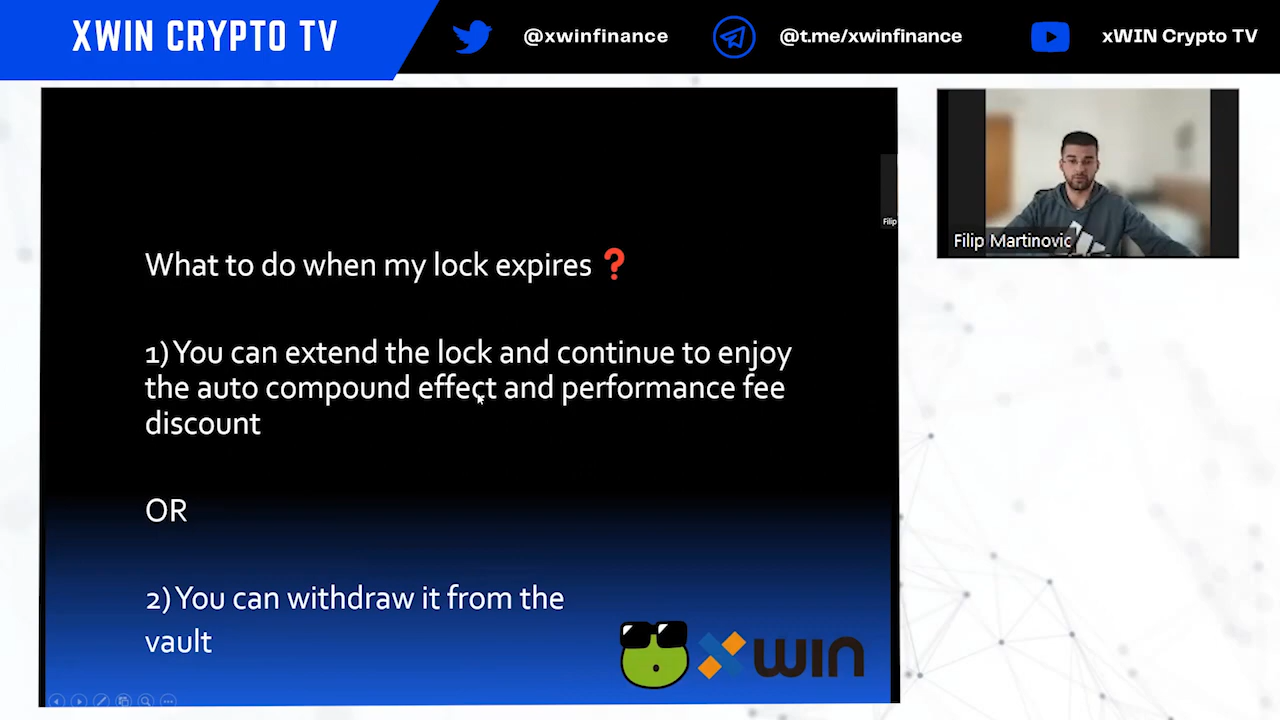 XWIN CRYPTO TV
@xwinfinance
@t.me/xwinfinance
xWIN Crypto TV
Filip
Filip Martinovic
What to do when my lock expires ❓
1) You can extend the lock and continue to enjoy
the auto compound effect and performance fee
discount
OR
2) You can withdraw it from the
vault
xWIN